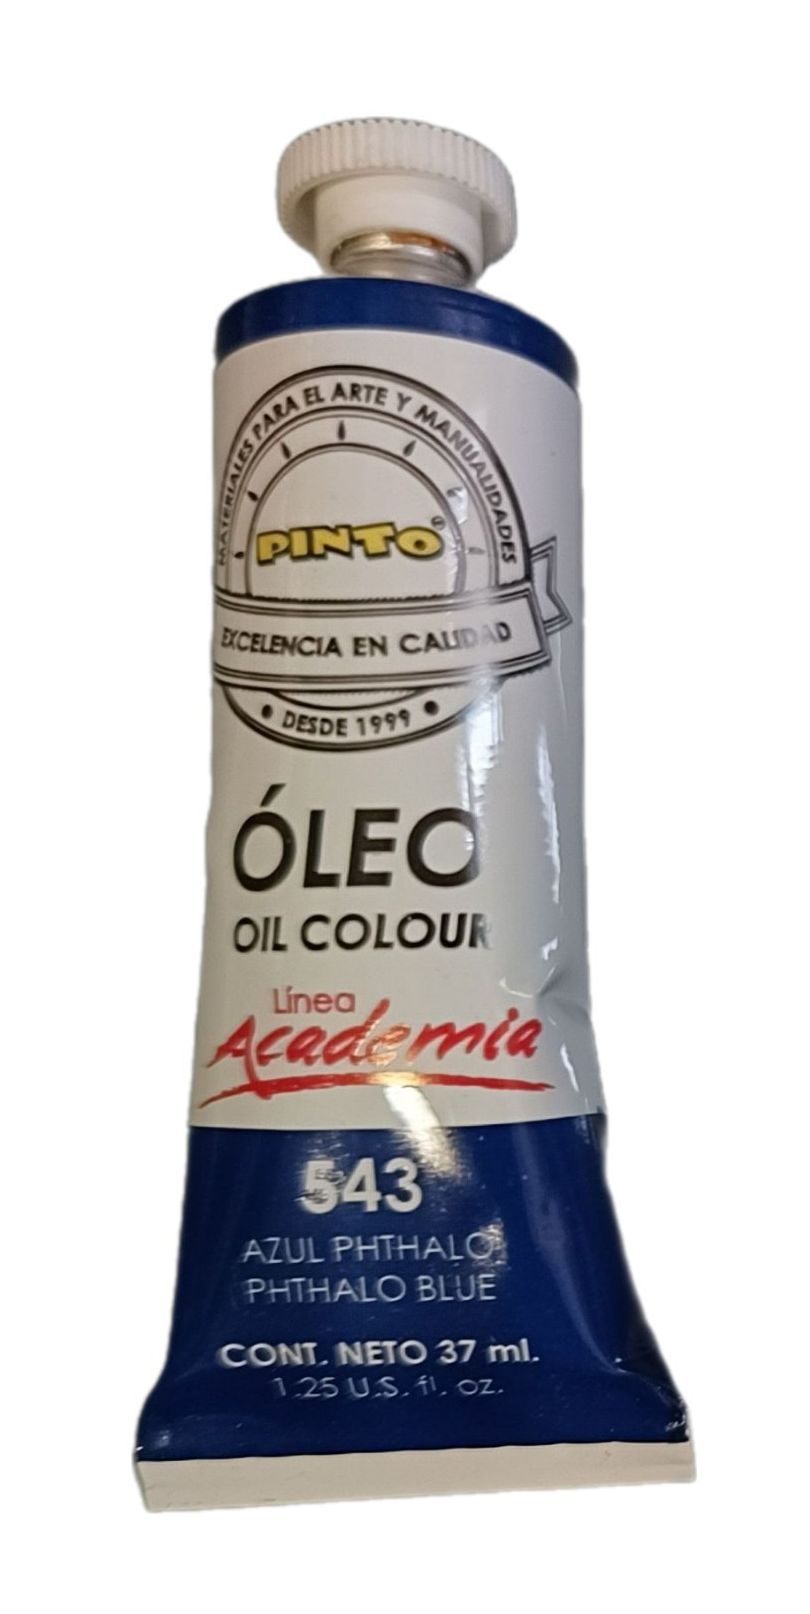 MATERIALES PARA EL ARTE Y MANUALIDADES
PINTO
EXCELENCIA EN CALIDAD
• DESDE 1999 •
ÓLEO
OIL COLOUR
Línea
Academia
543
AZUL PHTHALO
PHTHALO BLUE
CONT. NETO 37 ml.
1.25 U.S. fl. oz.